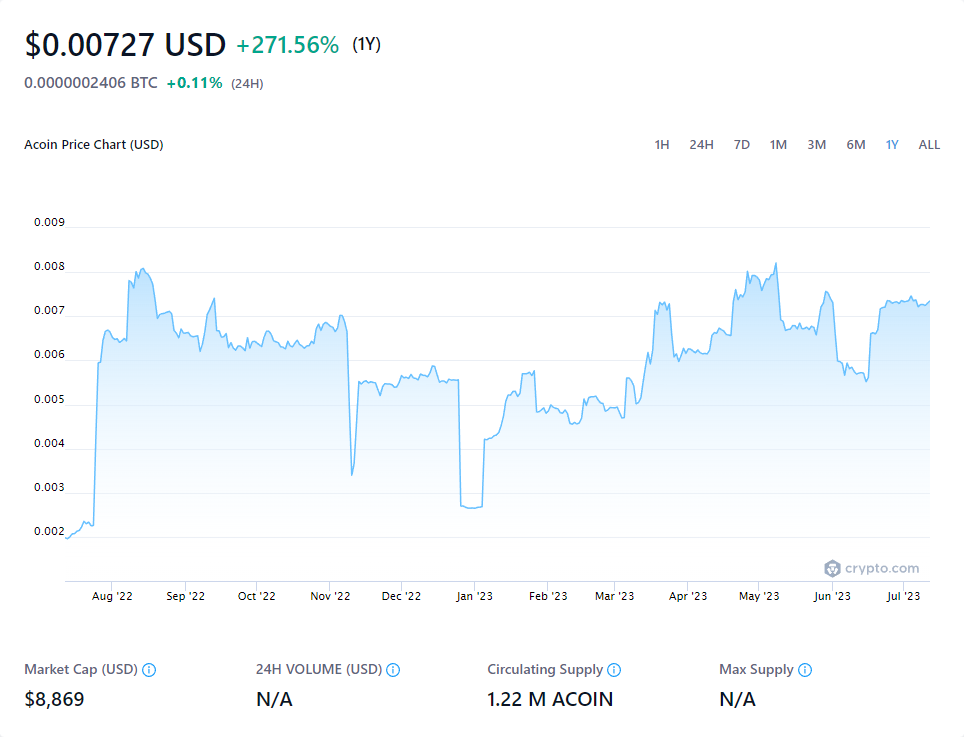 $0.00727 USD +271.56% (1Y)
0.0000002406 BTC +0.11% (24H)
Acoin Price Chart (USD) 1H 24H 7D 1M 3M 6M 1Y ALL
0.009
0.008
0.007
0.006
0.005
0.004
0.003
0.002
crypto.com
Aug '22 Sep '22 Oct '22 Nov '22 Dec '22 Jan '23 Feb '23 Mar '23 Apr '23 May '23 Jun '23 Jul '23
Market Cap (USD) 24H VOLUME (USD) Circulating Supply Max Supply
$8,869 N/A 1.22 M ACOIN N/A